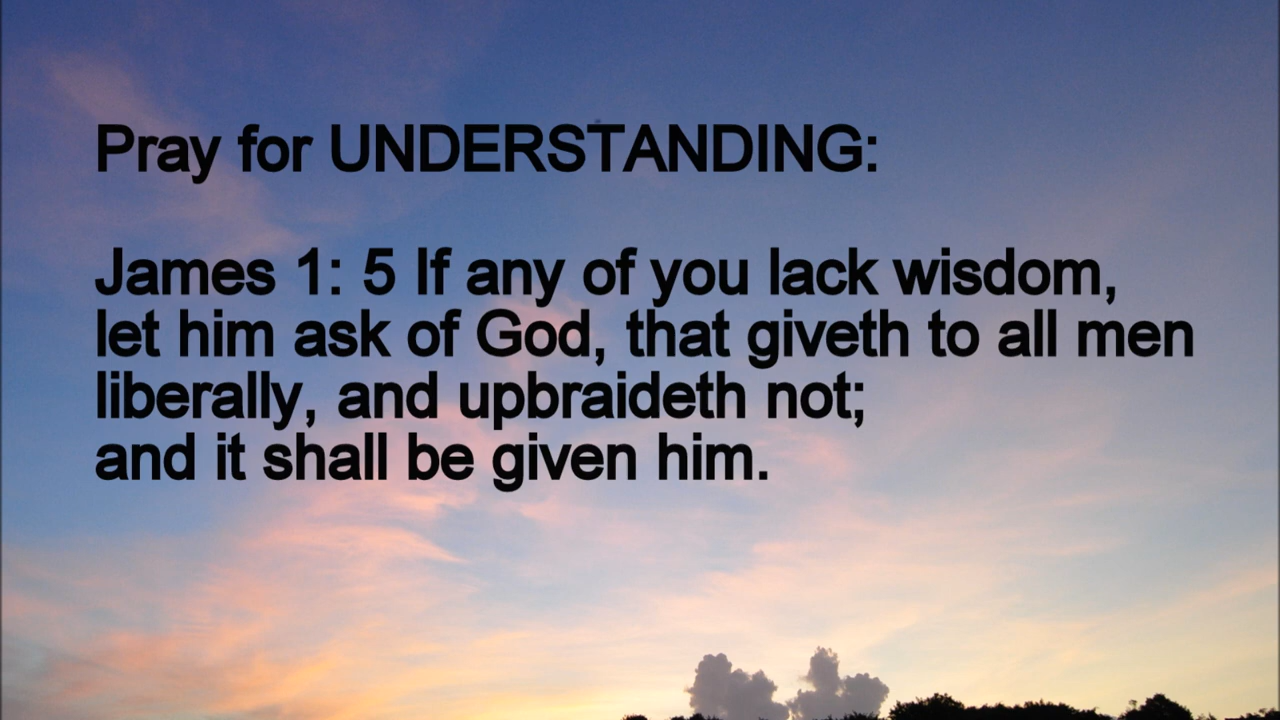 Pray for UNDERSTANDING:
James 1: 5 If any of you lack wisdom,
let him ask of God, that giveth to all men
liberally, and upbraideth not;
and it shall be given him.